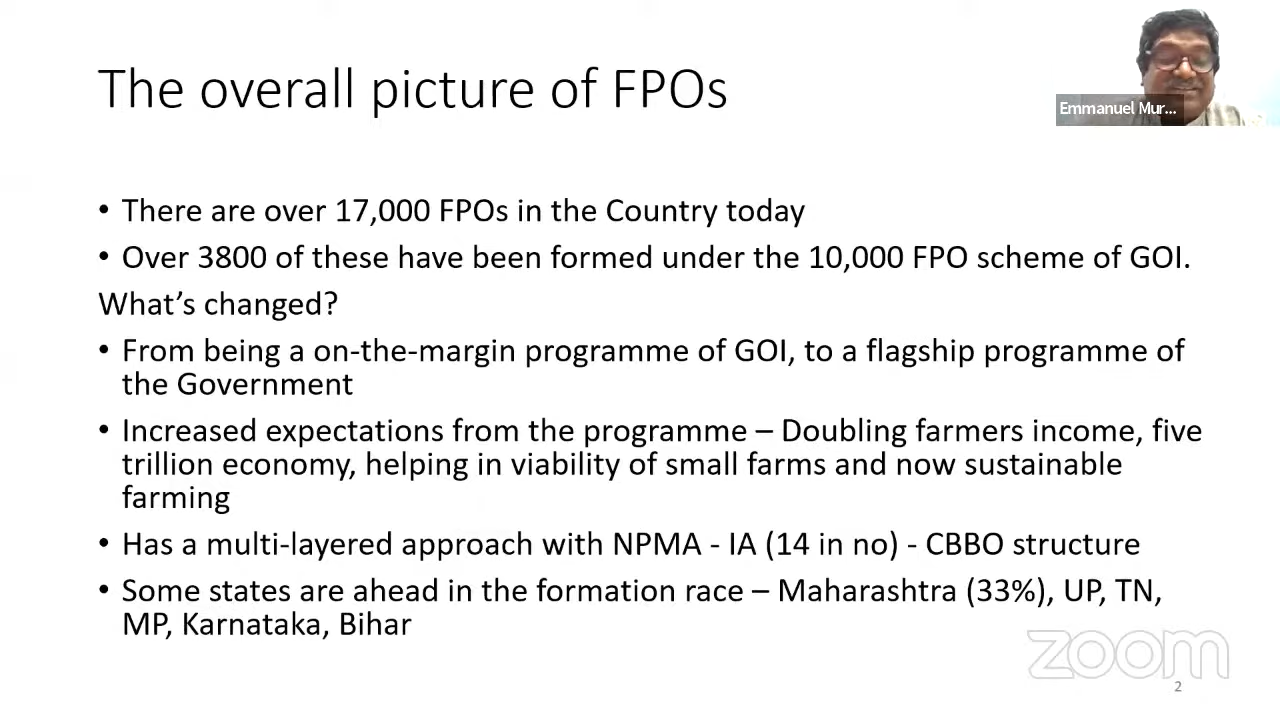 The overall picture of FPOs
Emmanuel Mur...
• There are over 17,000 FPOs in the Country today
• Over 3800 of these have been formed under the 10,000 FPO scheme of GOI.
What's changed?
• From being a on-the-margin programme of GOI, to a flagship programme of
the Government
• Increased expectations from the programme – Doubling farmers income, five
trillion economy, helping in viability of small farms and now sustainable
farming
• Has a multi-layered approach with NPMA - IA (14 in no) - CBBO structure
• Some states are ahead in the formation race – Maharashtra (33%), UP, TN,
MP, Karnataka, Bihar
zoom
2